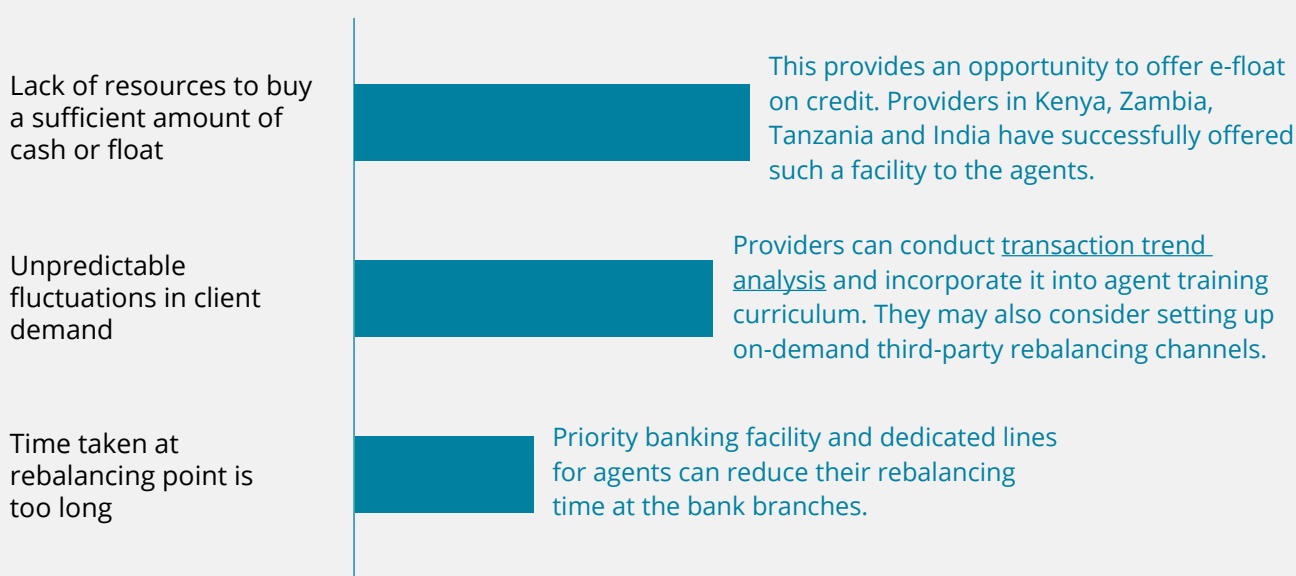 Lack of resources to buy
a sufficient amount of
cash or float
This provides an opportunity to offer e-float
on credit. Providers in Kenya, Zambia,
Tanzania and India have successfully offered
such a facility to the agents.
Unpredictable
fluctuations in client
demand
Providers can conduct transaction trend
analysis and incorporate it into agent training
curriculum. They may also consider setting up
on-demand third-party rebalancing channels.
Time taken at
rebalancing point is
too long
Priority banking facility and dedicated lines
for agents can reduce their rebalancing
time at the bank branches.